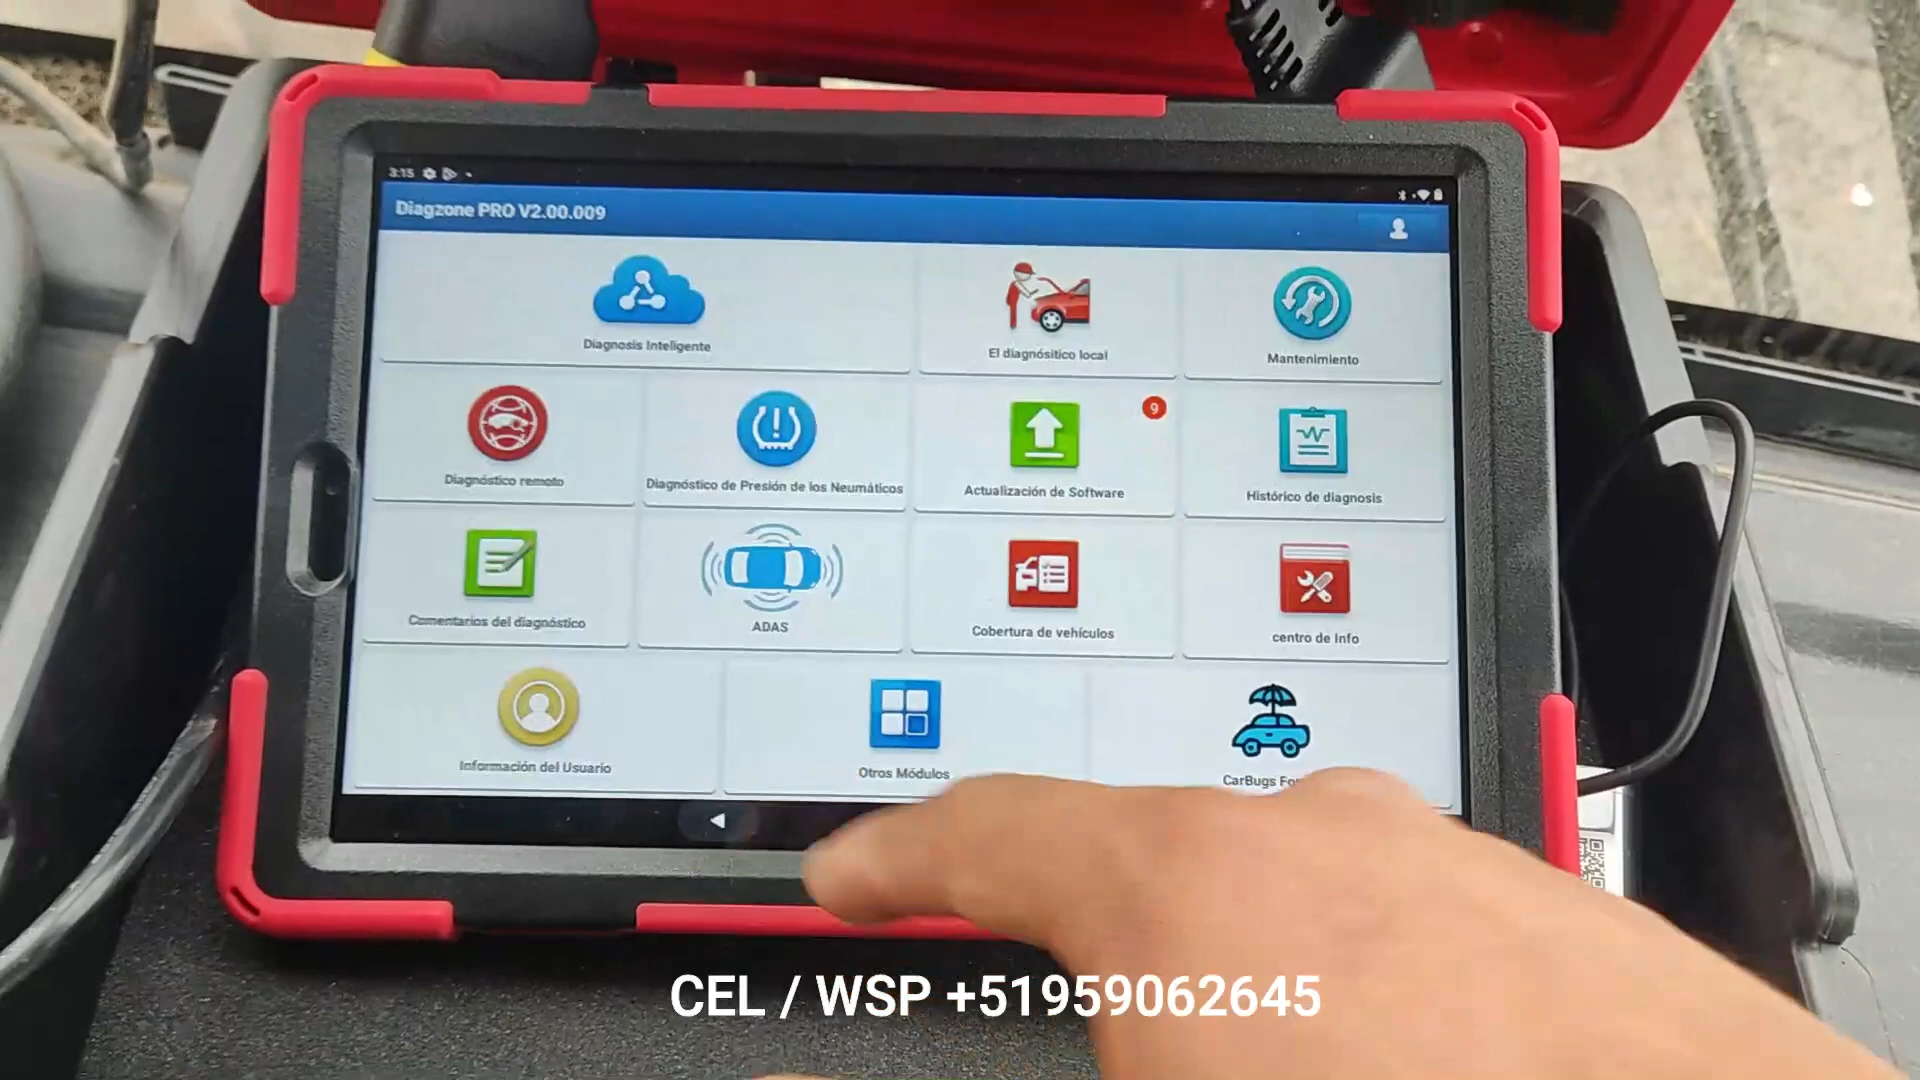 3:15
Diagzone PRO V2.00.009
Diagnosis Inteligente
El diagnósitico local
Mantenimiento
9
Diagnóstico remoto
Diagnóstico de Presión de los Neumáticos
Actualización de Software
Histórico de diagnosis
Comentarios del diagnóstico
ADAS
Cobertura de vehículos
centro de Info
Información del Usuario
Otros Módulos
CarBugs
CEL / WSP +51959062645